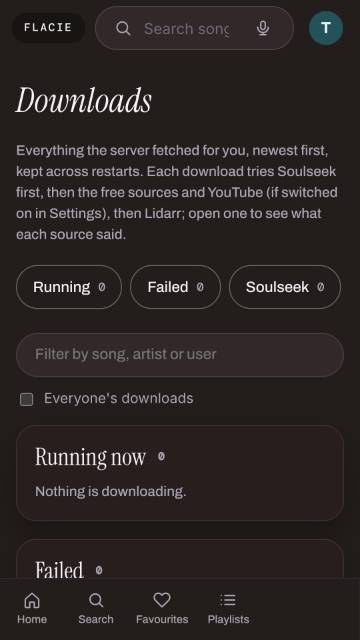 FLACIE
Search song
T
Downloads
Everything the server fetched for you, newest first,
kept across restarts. Each download tries Soulseek
first, then the free sources and YouTube (if switched
on in Settings), then Lidarr; open one to see what
each source said.
Running 0
Failed 0
Soulseek 0
Filter by song, artist or user
Everyone's downloads
Running now 0
Nothing is downloading.
Failed 0
Home
Search
Favourites
Playlists